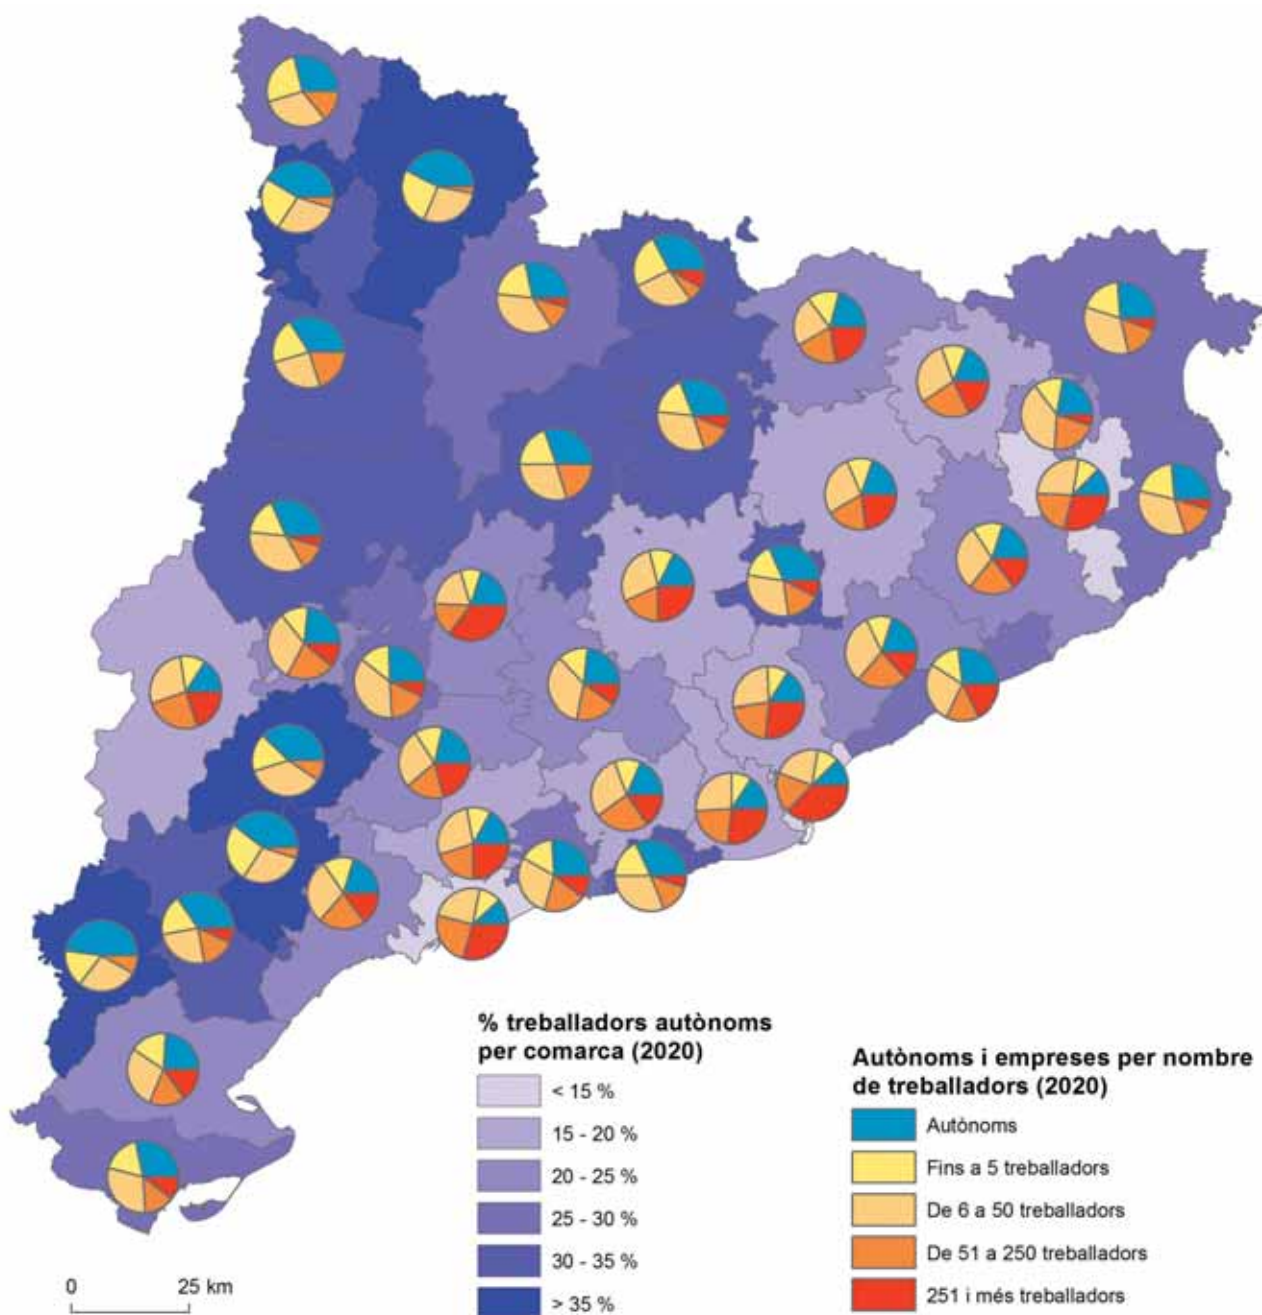 % treballadors autònoms
per comarca (2020)
< 15 %
15 - 20 %
20 - 25 %
25 - 30 %
30 - 35 %
> 35 %
Autònoms i empreses per nombre
de treballadors (2020)
Autònoms
Fins a 5 treballadors
De 6 a 50 treballadors
De 51 a 250 treballadors
251 i més treballadors
0 25 km